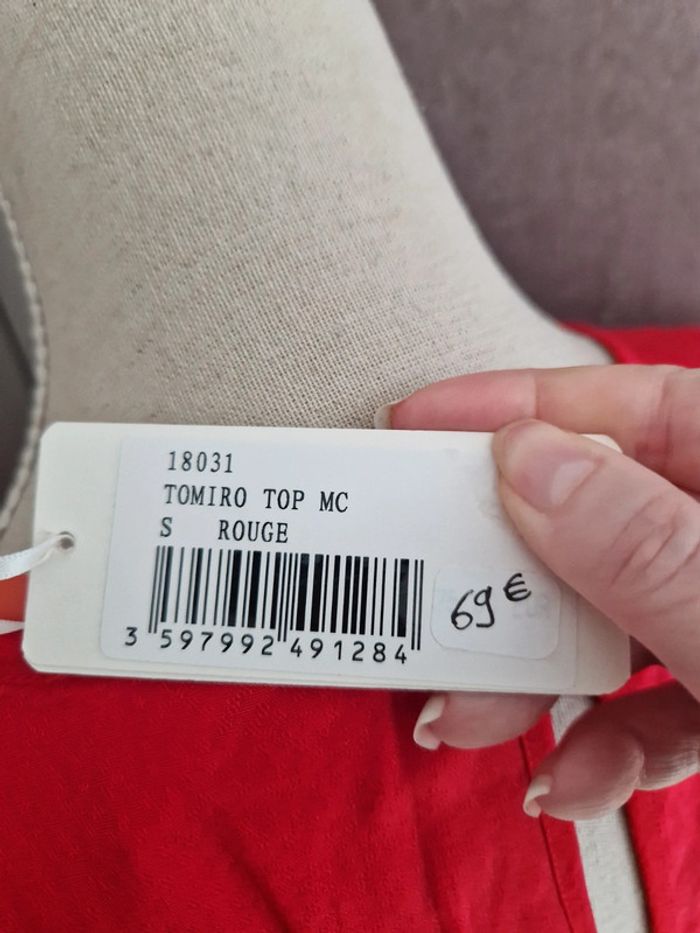 18031
TOMIRO TOP MC
S ROUGE
3 597992 491284
69 €